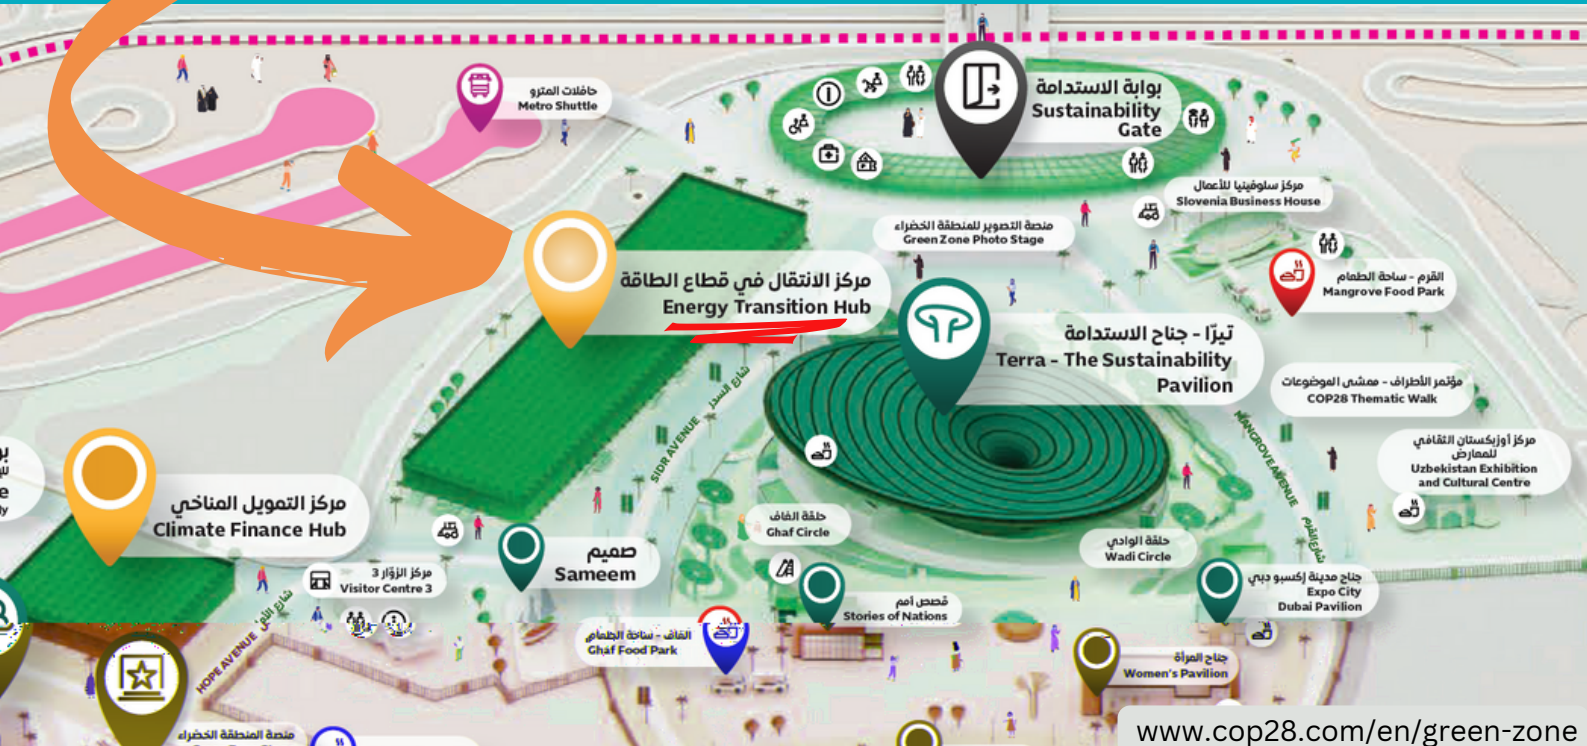 حافلات المترو
Metro Shuttle
بوابة الاستدامة
Sustainability
Gate
مركز سلوفينيا للأعمال
Slovenia Business House
منصة التصوير للمنطقة الخضراء
Green Zone Photo Stage
القرم - ساحة الطعام
Mangrove Food Park
مركز الانتقال في قطاع الطاقة
Energy Transition Hub
تيرّا - جناح الاستدامة
Terra - The Sustainability
Pavilion
مؤتمر الأطراف - ممشى الموضوعات
COP28 Thematic Walk
شارع السدر
SIDR AVENUE
MANGROVE AVENUE
شارع القرم
مركز أوزبكستان الثقافي
للمعارض
Uzbekistan Exhibition
and Cultural Centre
مركز التمويل المناخي
Climate Finance Hub
حلقة الغاف
Ghaf Circle
حلقة الوادي
Wadi Circle
صميم
Sameem
مركز الزوّار 3
Visitor Centre 3
جناح مدينة إكسبو دبي
Expo City
Dubai Pavilion
قصص أمم
Stories of Nations
الغاف - ساحة الطعام
Ghaf Food Park
HOPE AVENUE
جناح المرأة
Women's Pavilion
منصة المنطقة الخضراء
www.cop28.com/en/green-zone